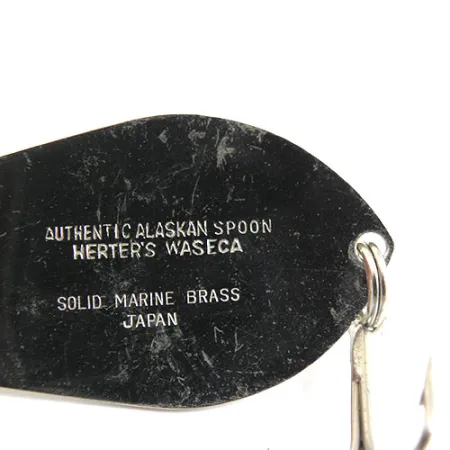 AUTHENTIC ALASKAN SPOON
HERTER'S WASECA
SOLID MARINE BRASS
JAPAN